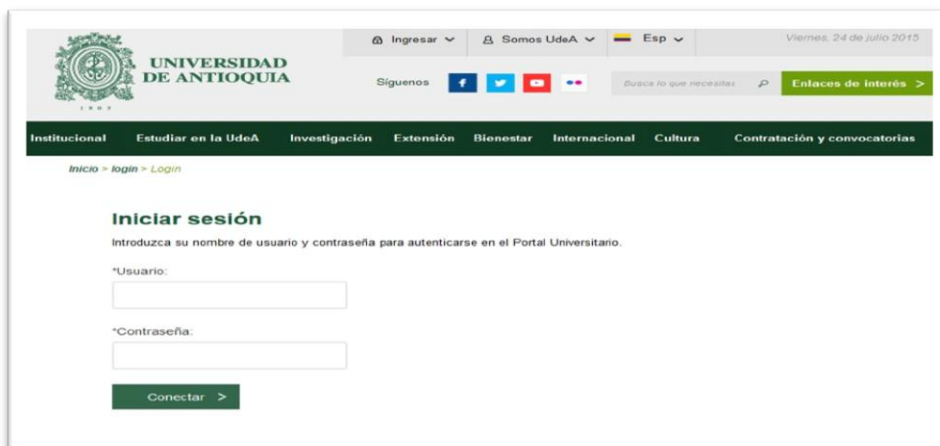 Ingresar Somos UdeA Esp Viernes, 24 de julio 2015
UNIVERSIDAD
DE ANTIOQUIA
1803
Síguenos Busca lo que necesitas Enlaces de interés >
Institucional Estudiar en la UdeA Investigación Extensión Bienestar Internacional Cultura Contratación y convocatorias
Inicio > login > Login
Iniciar sesión
Introduzca su nombre de usuario y contraseña para autenticarse en el Portal Universitario.
*Usuario:
*Contraseña:
Conectar >